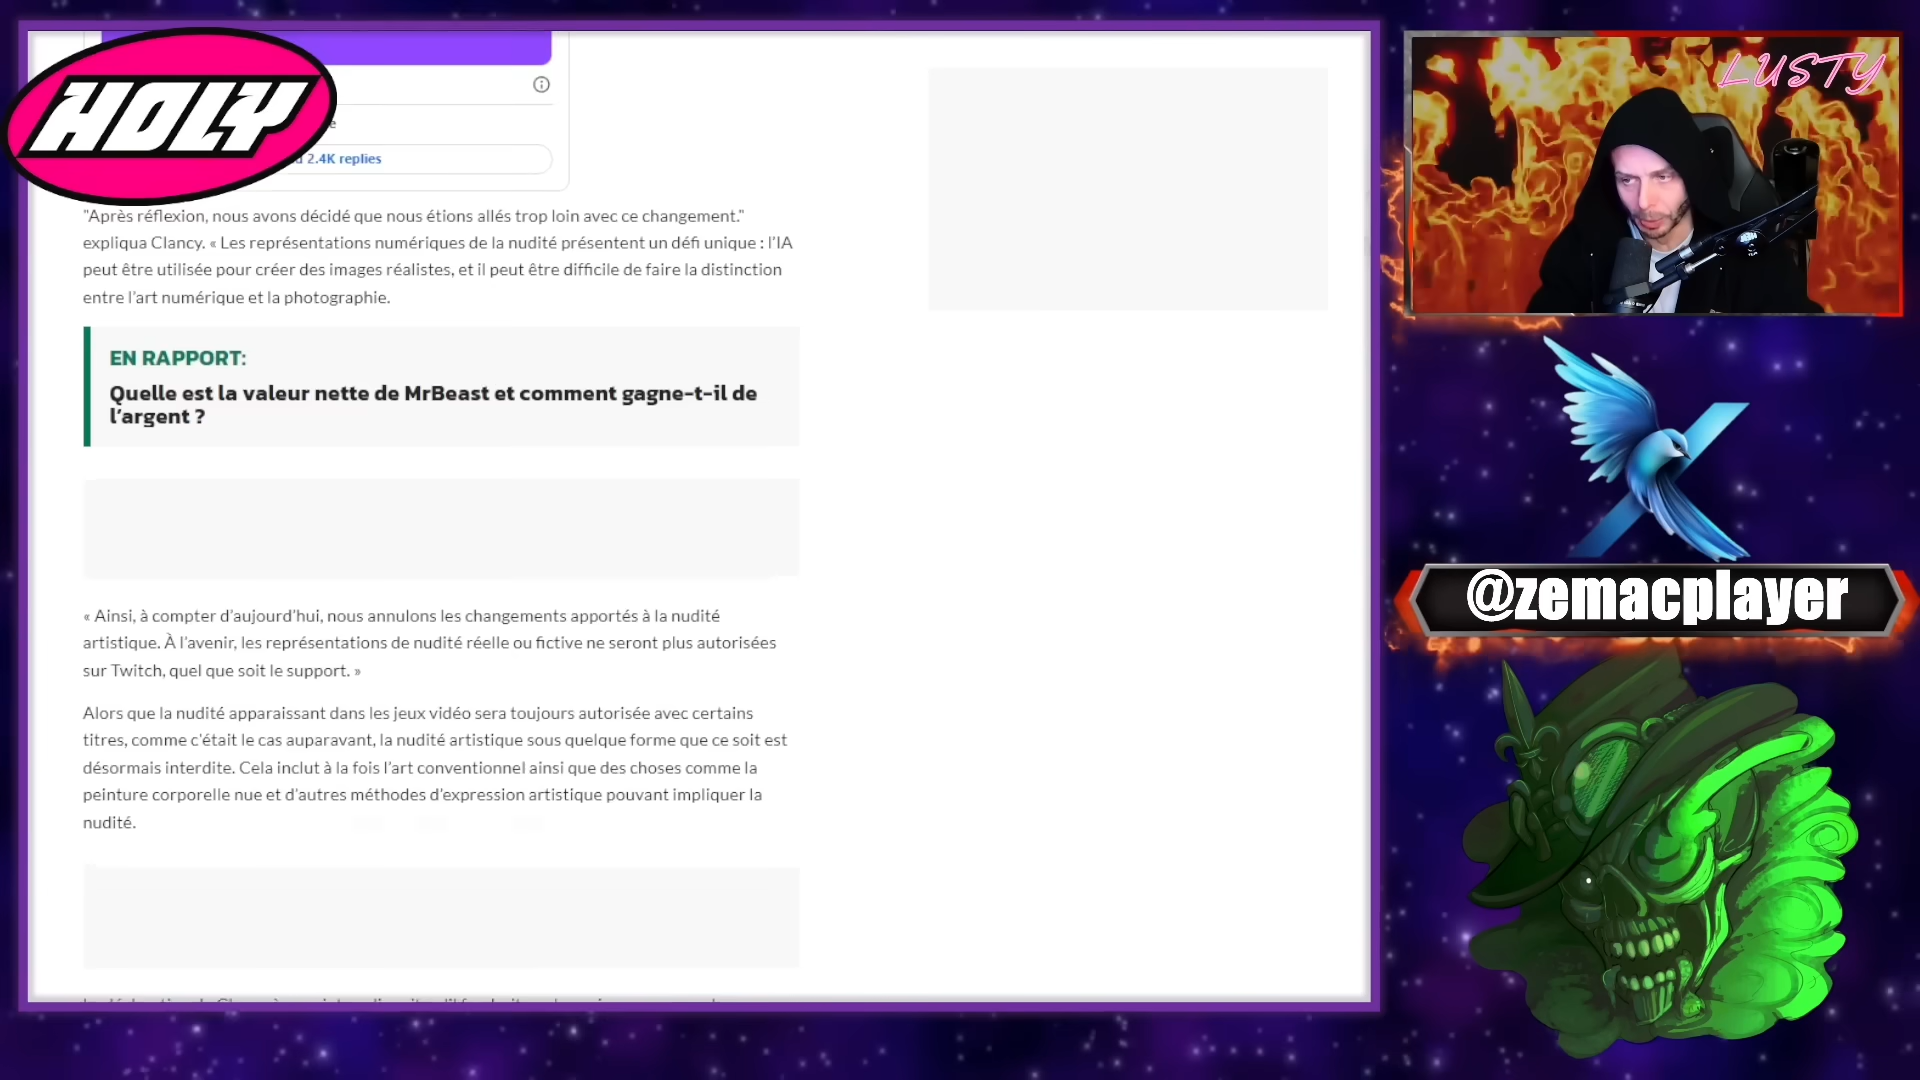 HOLY
2.4K replies
"Après réflexion, nous avons décidé que nous étions allés trop loin avec ce changement."
expliqua Clancy. « Les représentations numériques de la nudité présentent un défi unique : l'IA
peut être utilisée pour créer des images réalistes, et il peut être difficile de faire la distinction
entre l'art numérique et la photographie.
EN RAPPORT:
Quelle est la valeur nette de MrBeast et comment gagne-t-il de
l'argent ?
« Ainsi, à compter d'aujourd'hui, nous annulons les changements apportés à la nudité
artistique. À l'avenir, les représentations de nudité réelle ou fictive ne seront plus autorisées
sur Twitch, quel que soit le support. »
Alors que la nudité apparaissant dans les jeux vidéo sera toujours autorisée avec certains
titres, comme c'était le cas auparavant, la nudité artistique sous quelque forme que ce soit est
désormais interdite. Cela inclut à la fois l'art conventionnel ainsi que des choses comme la
peinture corporelle nue et d'autres méthodes d'expression artistique pouvant impliquer la
nudité.
LUSTY
@zemacplayer